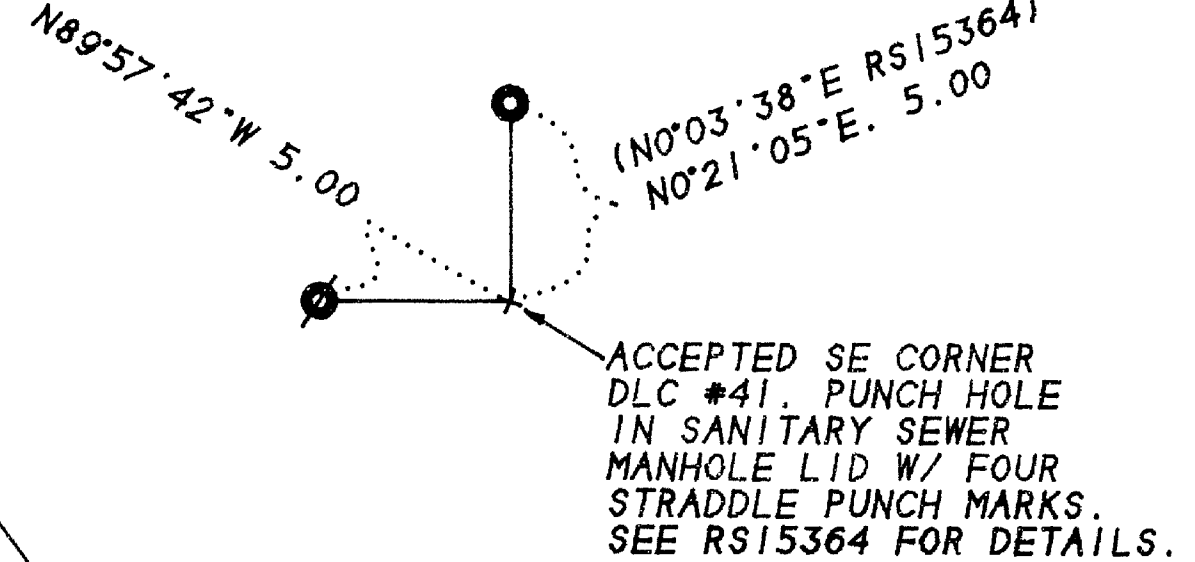 N89°57'42"W 5.00
(N0°03'38"E RS15364)
N0°21'05"E. 5.00
ACCEPTED SE CORNER
DLC #41. PUNCH HOLE
IN SANITARY SEWER
MANHOLE LID W/ FOUR
STRADDLE PUNCH MARKS.
SEE RS15364 FOR DETAILS.